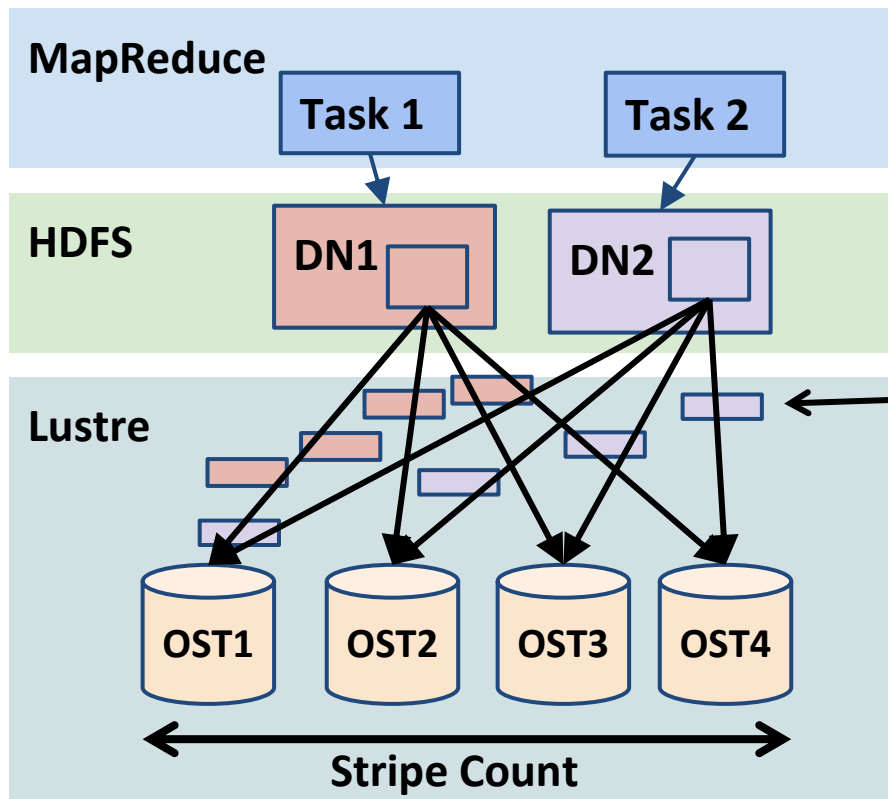 MapReduce
Task 1
Task 2
HDFS
DN1
DN2
Lustre
OST1
OST2
OST3
OST4
Stripe Count